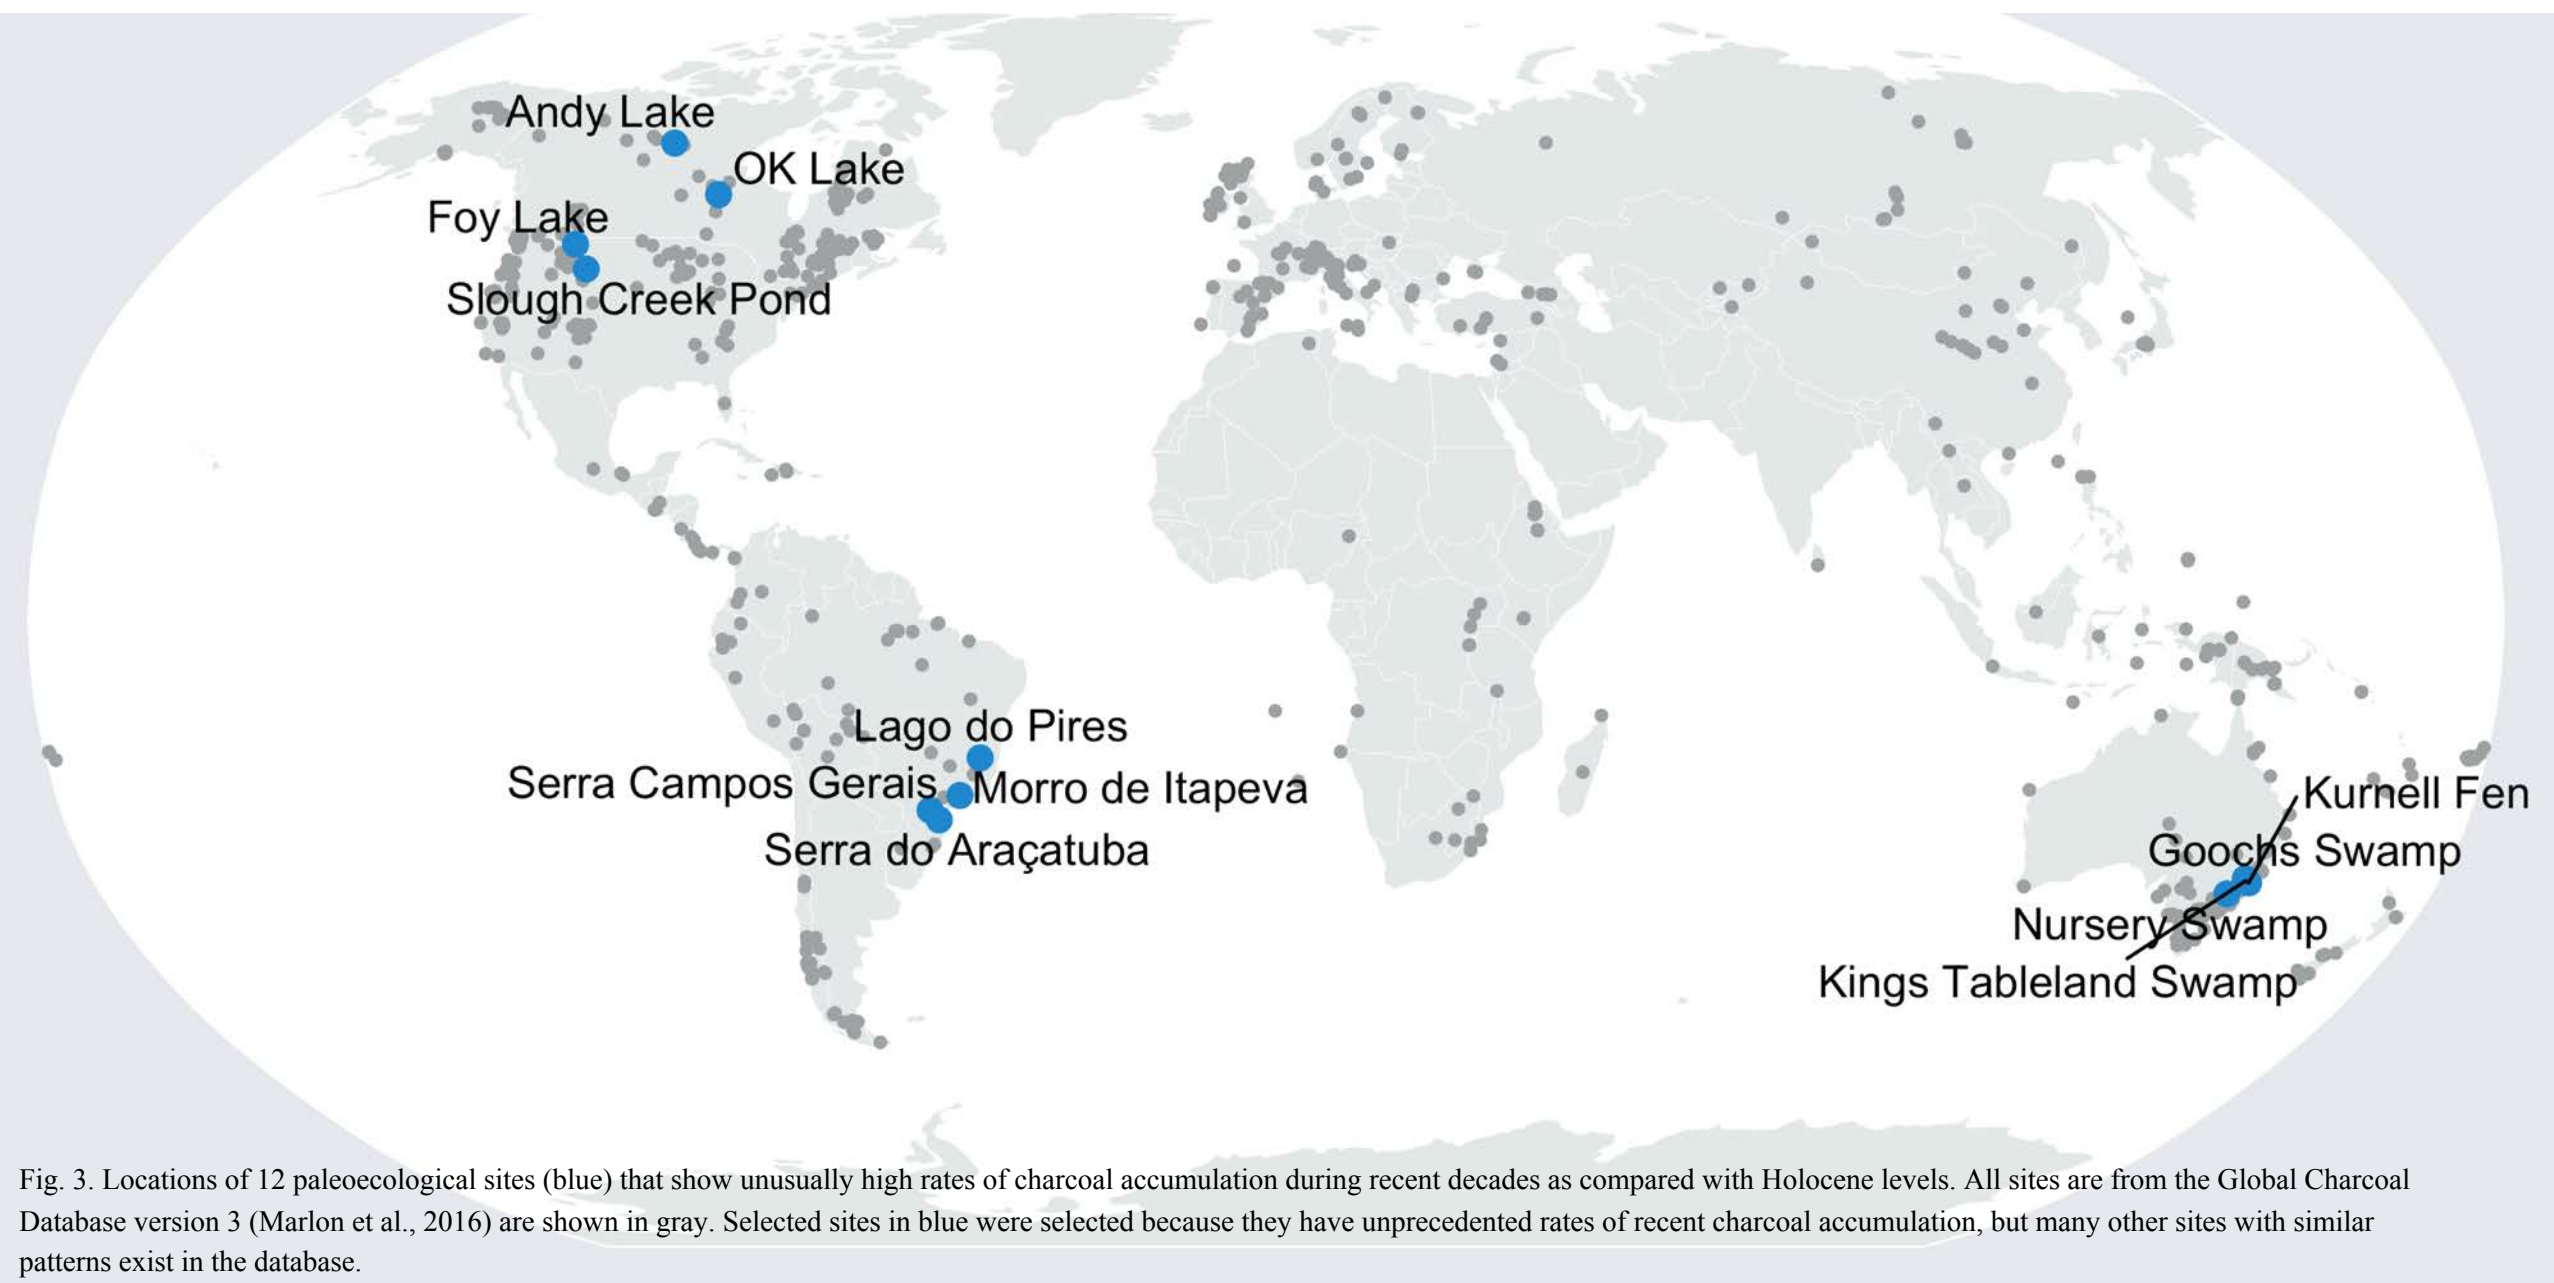 Andy Lake
OK Lake
Foy Lake
Slough Creek Pond
Lago do Pires
Serra Campos Gerais
Morro de Itapeva
Serra do Araçatuba
Kurnell Fen
Goochs Swamp
Nursery Swamp
Kings Tableland Swamp
Fig. 3. Locations of 12 paleoecological sites (blue) that show unusually high rates of charcoal accumulation during recent decades as compared with Holocene levels. All sites are from the Global Charcoal
Database version 3 (Marlon et al., 2016) are shown in gray. Selected sites in blue were selected because they have unprecedented rates of recent charcoal accumulation, but many other sites with similar
patterns exist in the database.